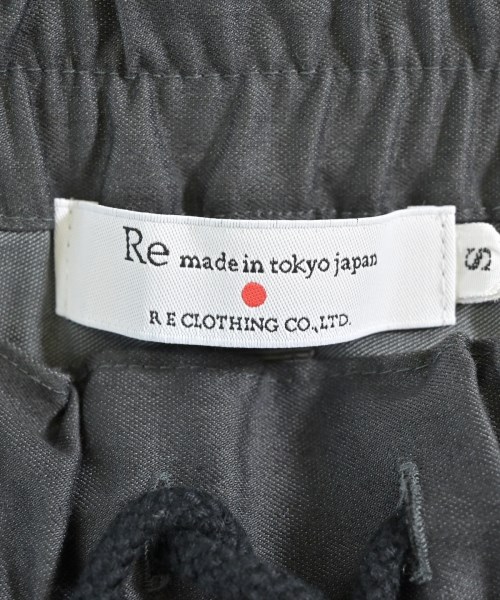 Re made in tokyo japan
R E CLOTHING CO.,LTD.
S